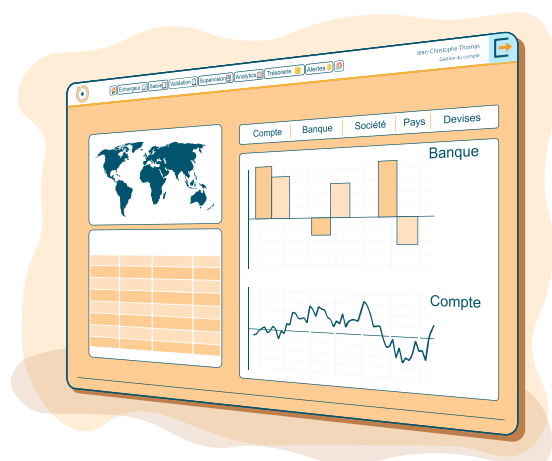 Jean-Christophe Thomas
Gestion du compte
Echangeur Saisie Validation Supervision Analytics Trésorerie Alertes
Compte Banque Société Pays Devises
Banque
Compte